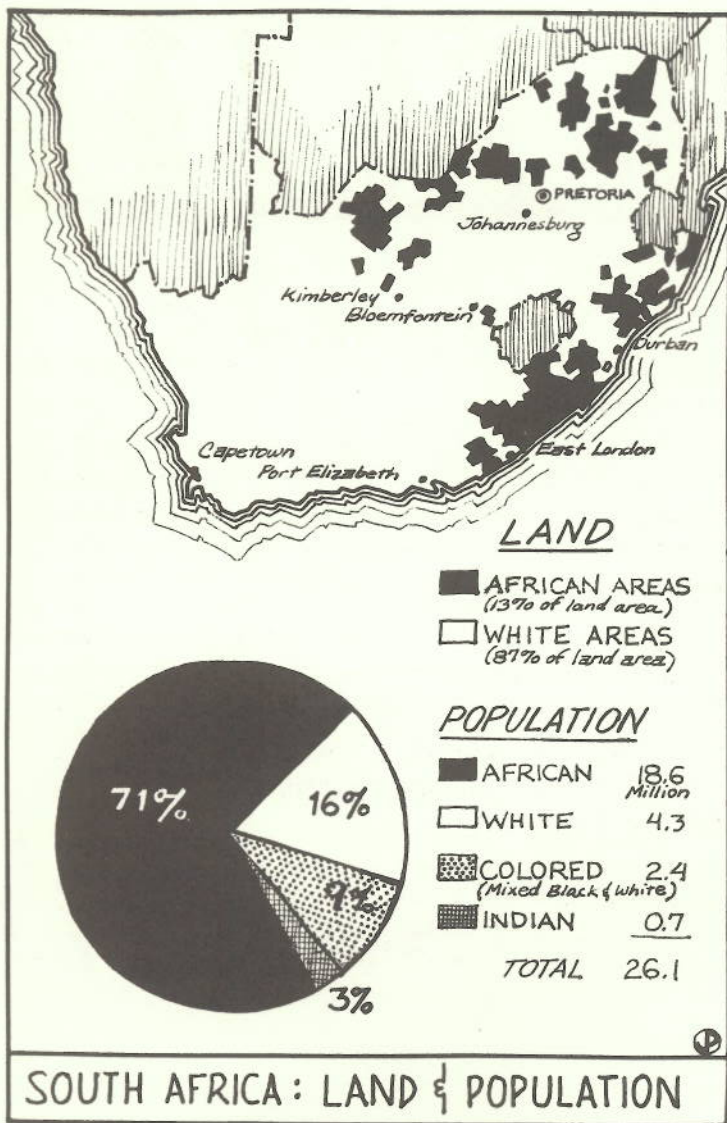 PRETORIA
Johannesburg
Kimberley
Bloemfontein
Durban
Capetown
Port Elizabeth
East London
LAND
AFRICAN AREAS
(13% of land area)
WHITE AREAS
(87% of land area)
POPULATION
AFRICAN 18.6
Million
WHITE 4.3
COLORED 2.4
(Mixed Black & White)
INDIAN 0.7
TOTAL 26.1
71%
16%
9%
3%
SOUTH AFRICA: LAND & POPULATION